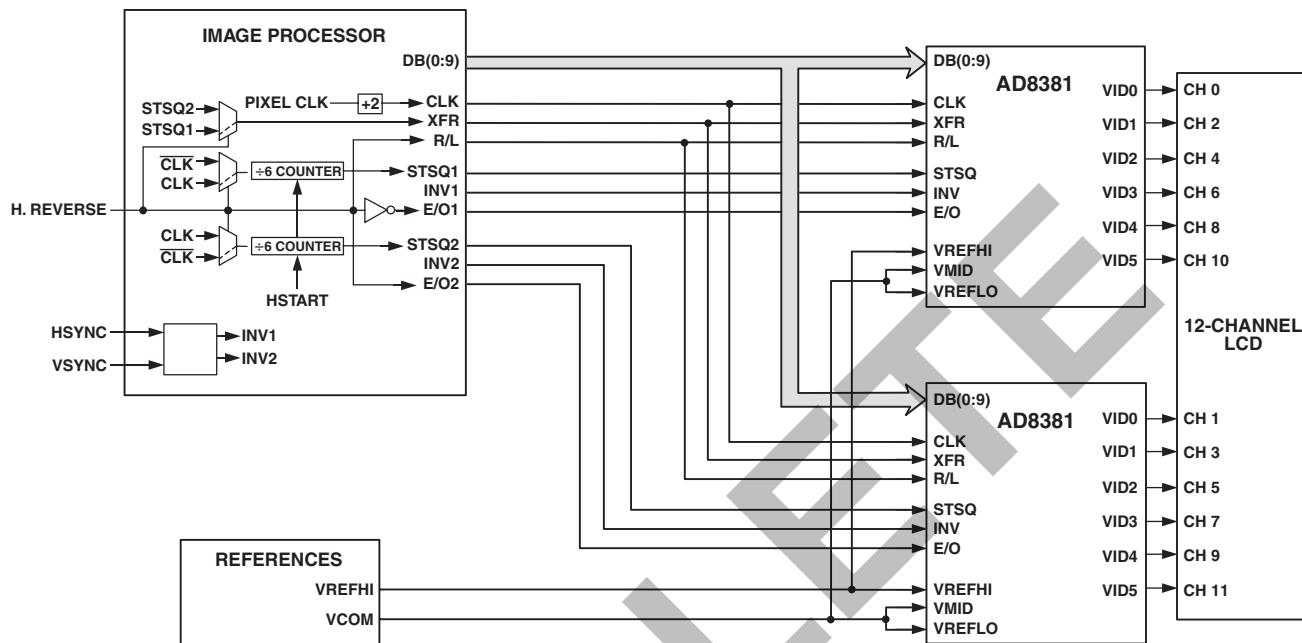 IMAGE PROCESSOR
DB(0:9)
STSQ2
STSQ1
PIXEL CLK
÷2
CLK
XFR
R/L
CLK
CLK
÷6 COUNTER
STSQ1
INV1
E/O1
H. REVERSE
CLK
CLK
÷6 COUNTER
STSQ2
INV2
E/O2
HSTART
HSYNC
VSYNC
INV1
INV2
REFERENCES
VREFHI
VCOM
DB(0:9)
AD8381
CLK
XFR
R/L
STSQ
INV
E/O
VREFHI
VMID
VREFLO
VID0
VID1
VID2
VID3
VID4
VID5
CH 0
CH 2
CH 4
CH 6
CH 8
CH 10
12-CHANNEL
LCD
DB(0:9)
AD8381
CLK
XFR
R/L
STSQ
INV
E/O
VREFHI
VMID
VREFLO
VID0
VID1
VID2
VID3
VID4
VID5
CH 1
CH 3
CH 5
CH 7
CH 9
CH 11
LETE